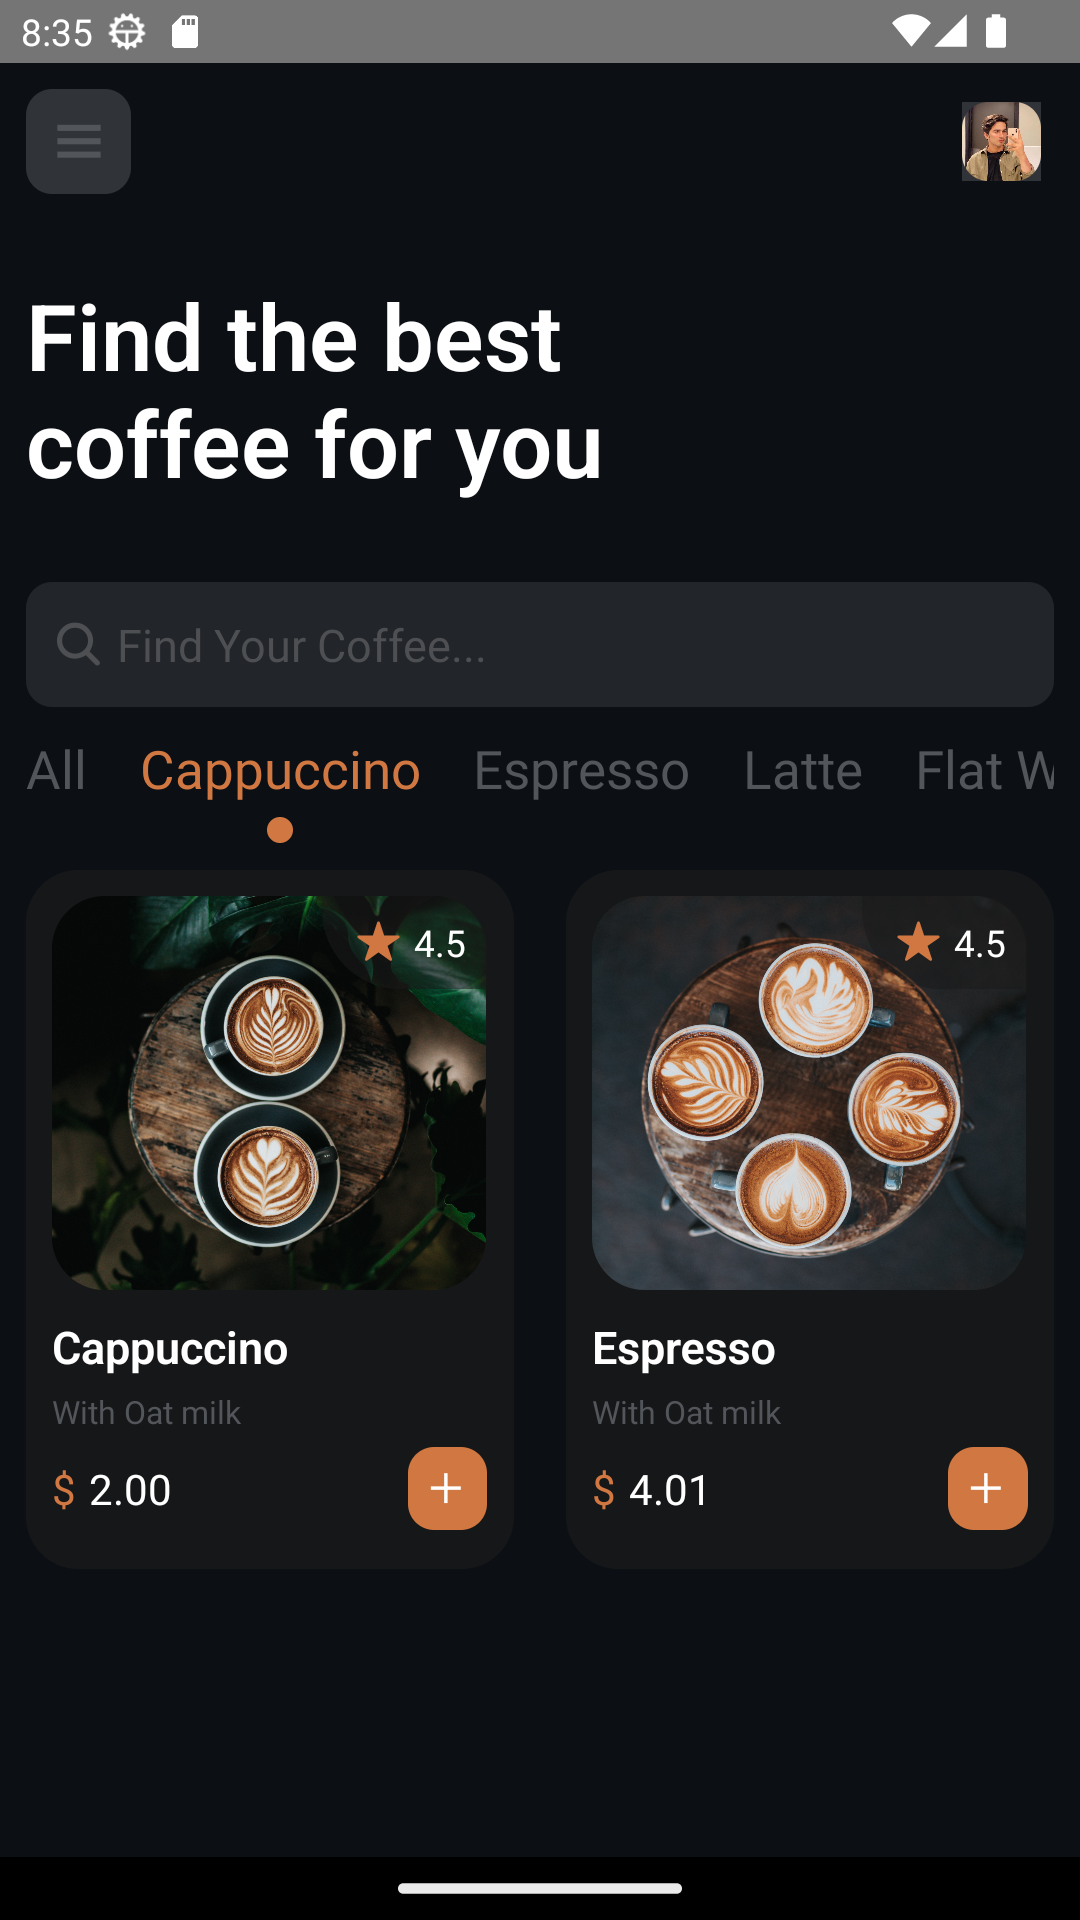 8:35
Find the best
coffee for you
Find Your Coffee...
All Cappuccino Espresso Latte Flat W
4.5 4.5
Cappuccino Espresso
With Oat milk With Oat milk
$ 2.00 + $ 4.01 +